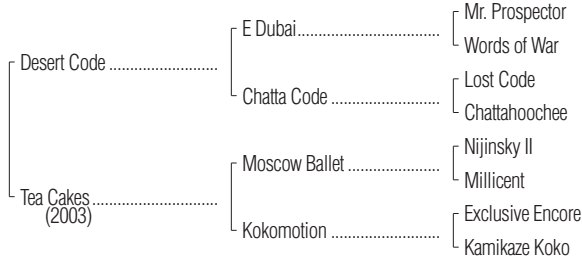 Mr. Prospector
E Dubai
Words of War
Desert Code
Lost Code
Chatta Code
Chattahoochee
Nijinsky II
Moscow Ballet
Millicent
Tea Cakes
(2003)
Exclusive Encore
Kokomotion
Kamikaze Koko